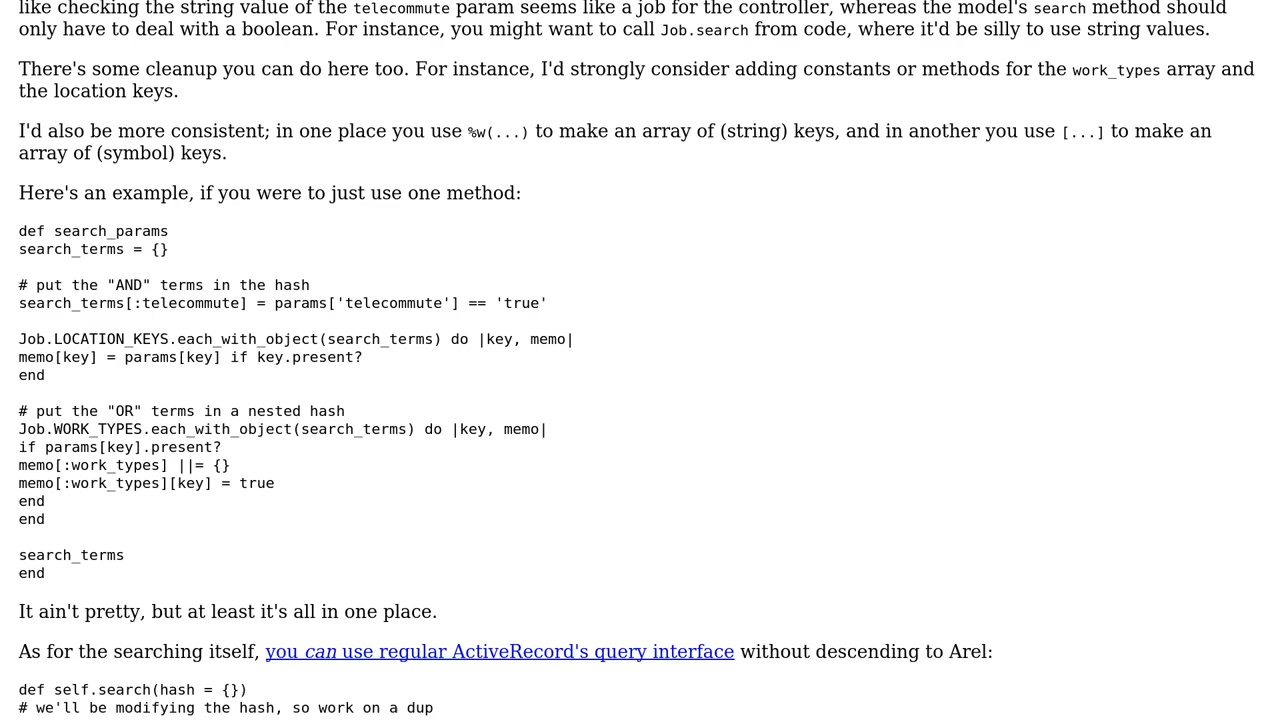 like checking the string value of the telecommute param seems like a job for the controller, whereas the model's search method should
only have to deal with a boolean. For instance, you might want to call Job.search from code, where it'd be silly to use string values.
There's some cleanup you can do here too. For instance, I'd strongly consider adding constants or methods for the work_types array and
the location keys.
I'd also be more consistent; in one place you use %w(...) to make an array of (string) keys, and in another you use [...] to make an
array of (symbol) keys.
Here's an example, if you were to just use one method:
def search_params
search_terms = {}
# put the "AND" terms in the hash
search_terms[:telecommute] = params['telecommute'] == 'true'
Job.LOCATION_KEYS.each_with_object(search_terms) do |key, memo|
memo[key] = params[key] if key.present?
end
# put the "OR" terms in a nested hash
Job.WORK_TYPES.each_with_object(search_terms) do |key, memo|
if params[key].present?
memo[:work_types] ||= {}
memo[:work_types][key] = true
end
end
search_terms
end
It ain't pretty, but at least it's all in one place.
As for the searching itself, you can use regular ActiveRecord's query interface without descending to Arel:
def self.search(hash = {})
# we'll be modifying the hash, so work on a dup